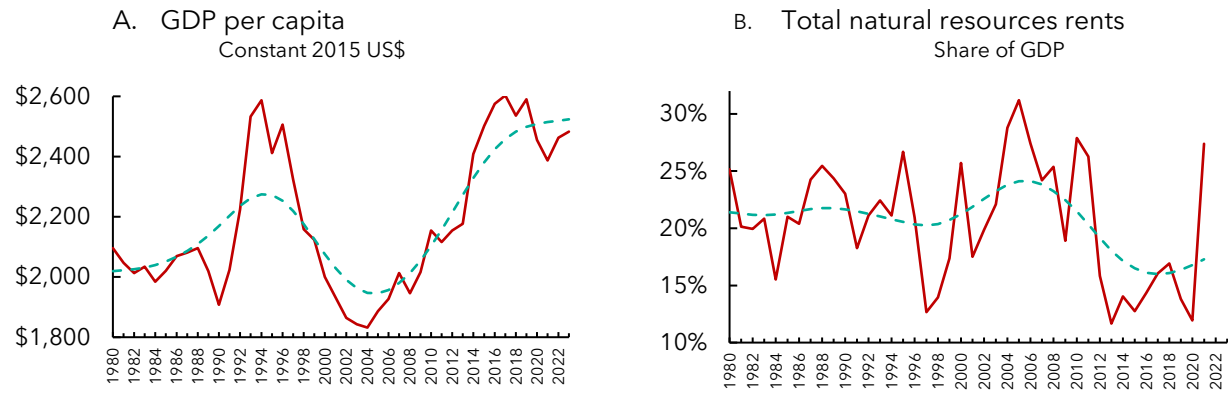 A. GDP per capita
Constant 2015 US$
$2,600
$2,400
$2,200
$2,000
$1,800
1980 1982 1984 1986 1988 1990 1992 1994 1996 1998 2000 2002 2004 2006 2008 2010 2012 2014 2016 2018 2020 2022
B. Total natural resources rents
Share of GDP
30%
25%
20%
15%
10%
1980 1982 1984 1986 1988 1990 1992 1994 1996 1998 2000 2002 2004 2006 2008 2010 2012 2014 2016 2018 2020 2022